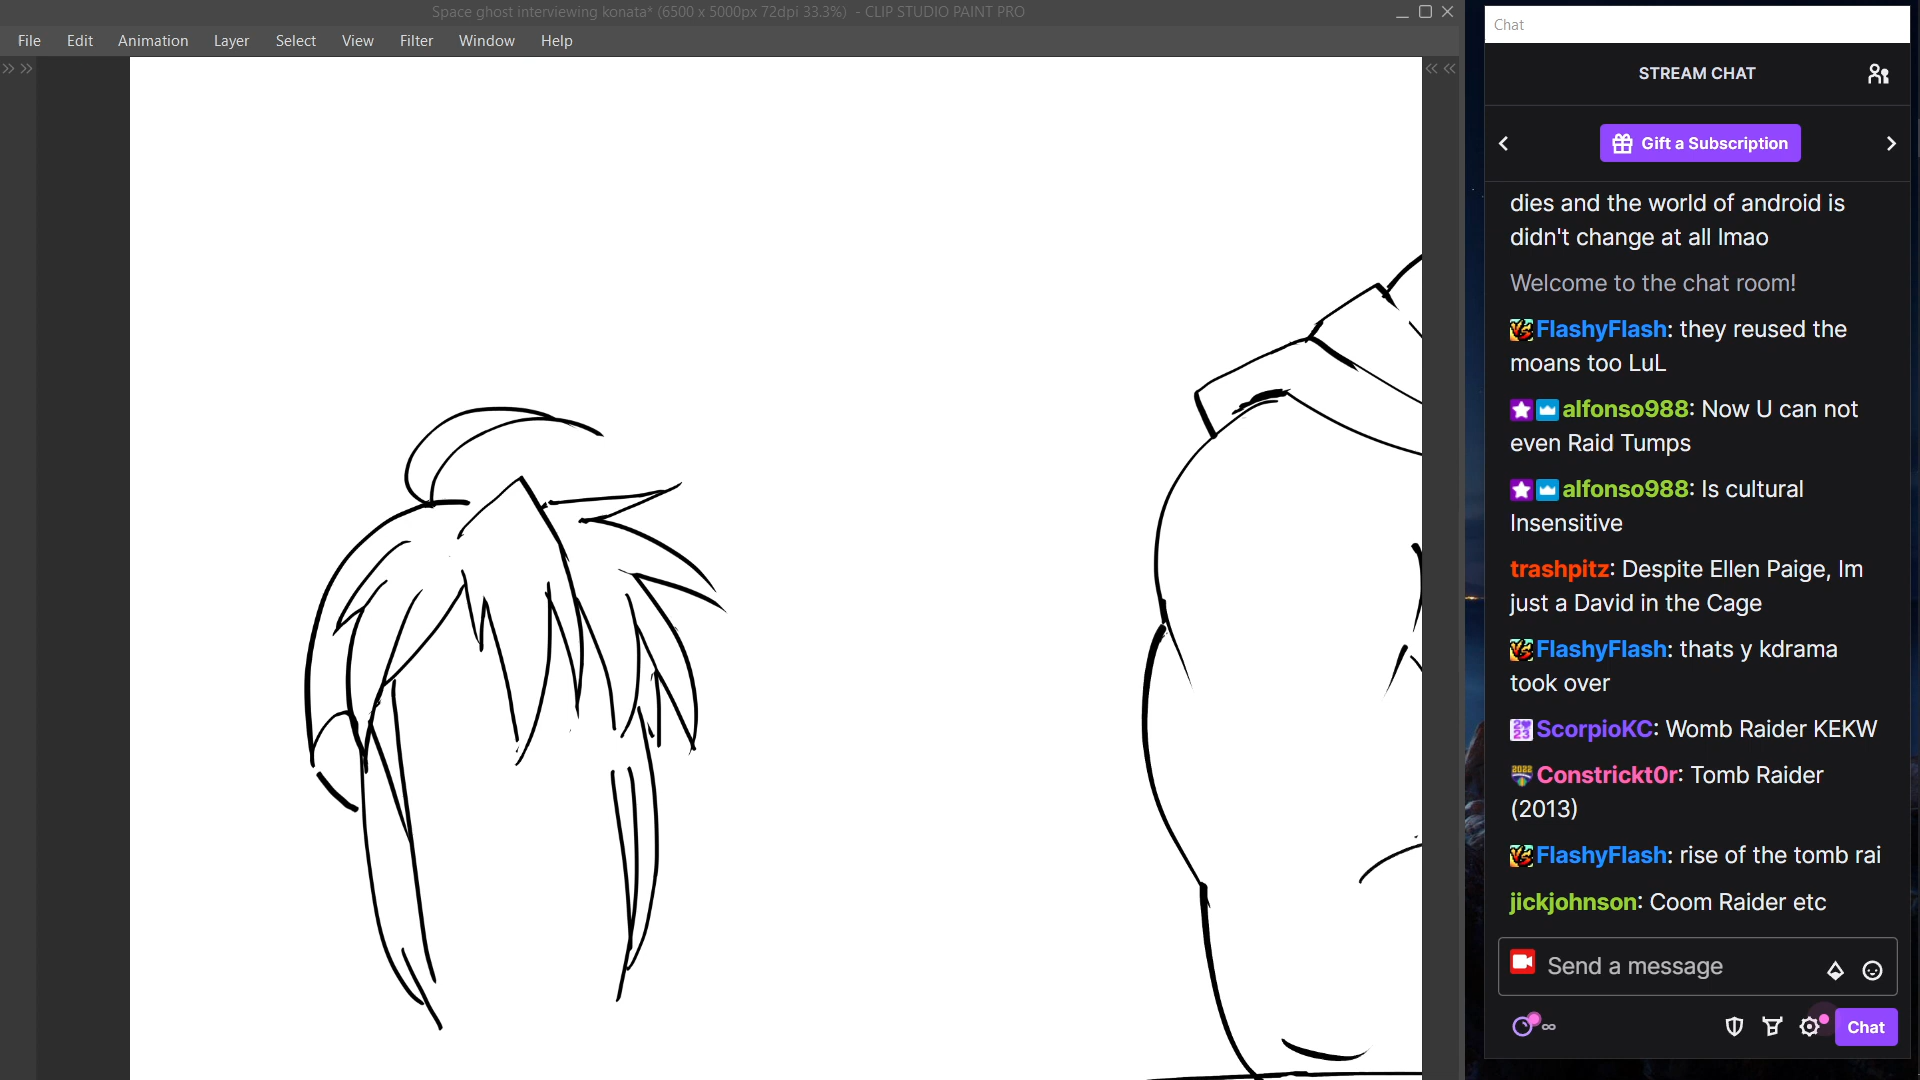 Space ghost interviewing konata* (6500 x 5000px 72dpi 33.3%) - CLIP STUDIO PAINT PRO
File Edit Animation Layer Select View Filter Window Help
Chat
STREAM CHAT
Gift a Subscription
dies and the world of android is
didn't change at all lmao
Welcome to the chat room!
FlashyFlash: they reused the
moans too LuL
alfonso988: Now U can not
even Raid Tumps
alfonso988: Is cultural
Insensitive
trashpitz: Despite Ellen Paige, Im
just a David in the Cage
FlashyFlash: thats y kdrama
took over
ScorpioKC: Womb Raider KEKW
Constrickt0r: Tomb Raider
(2013)
FlashyFlash: rise of the tomb rai
jickjohnson: Coom Raider etc
Send a message
∞
Chat